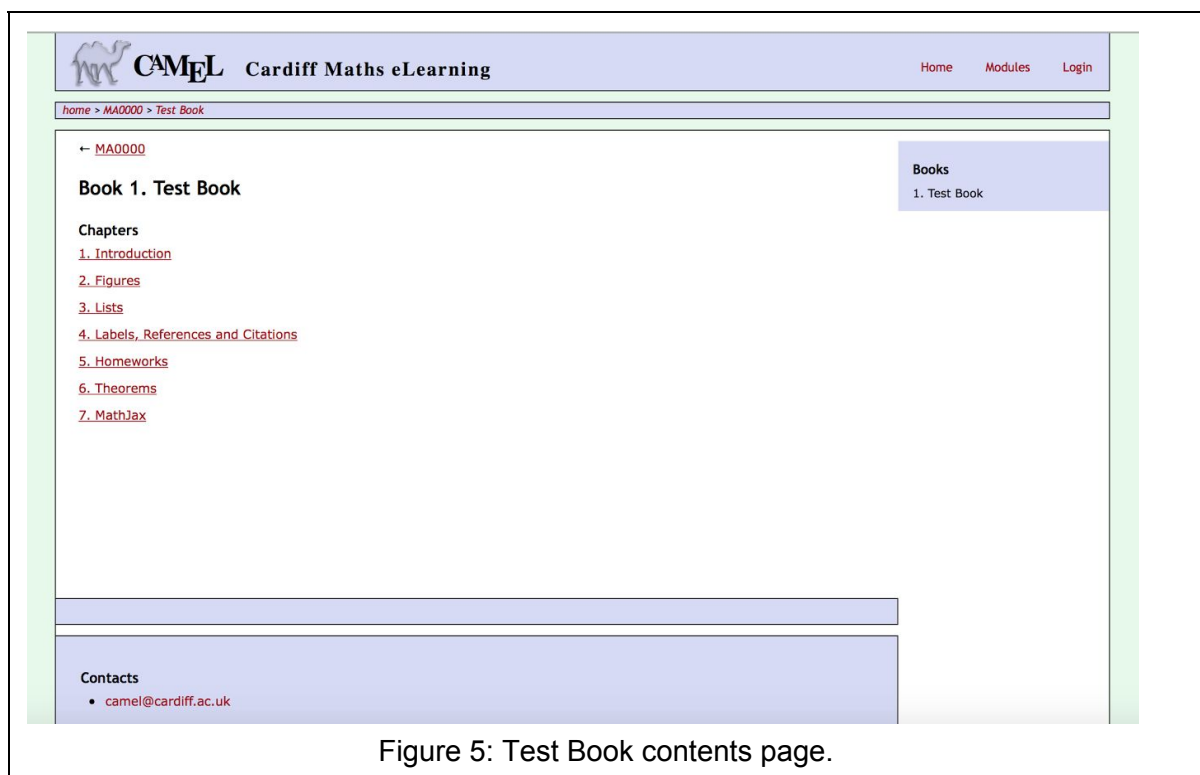 CAMEL Cardiff Maths eLearning
Home Modules Login
home > MA0000 > Test Book
← MA0000
Book 1. Test Book
Chapters
1. Introduction
2. Figures
3. Lists
4. Labels, References and Citations
5. Homeworks
6. Theorems
7. MathJax
Books
1. Test Book
Contacts
• camel@cardiff.ac.uk
Figure 5: Test Book contents page.